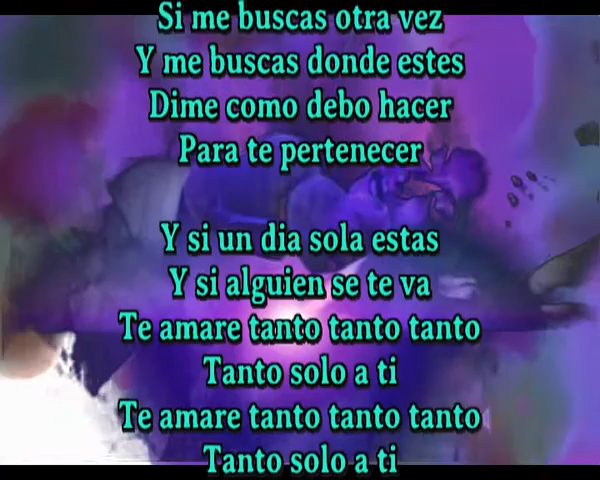 Si me buscas otra vez
Y me buscas donde estes
Dime como debo hacer
Para te pertenecer
Y si un dia sola estas
Y si alguien se te va
Te amare tanto tanto tanto
Tanto solo a ti
Te amare tanto tanto tanto
Tanto solo a ti